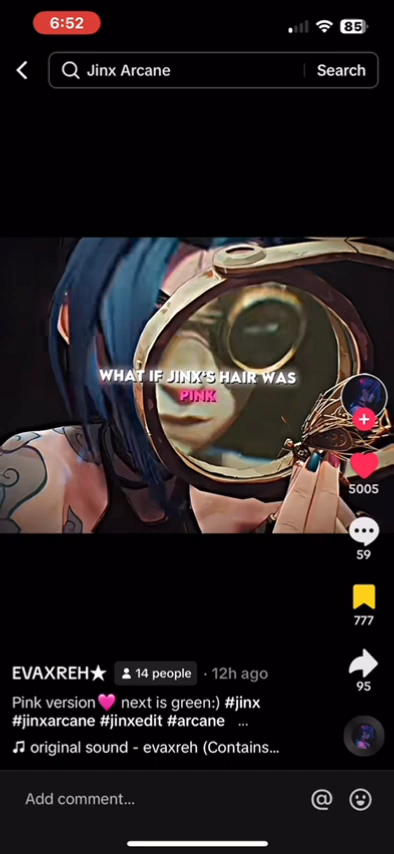 6:52
85
Jinx Arcane
Search
WHAT IF JINX'S HAIR WAS
PINK
5005
59
777
95
EVAXREH★
14 people
· 12h ago
Pink version🩷 next is green:) #jinx
#jinxarcane #jinxedit #arcane ...
original sound - evaxreh (Contains...
Add comment...
@